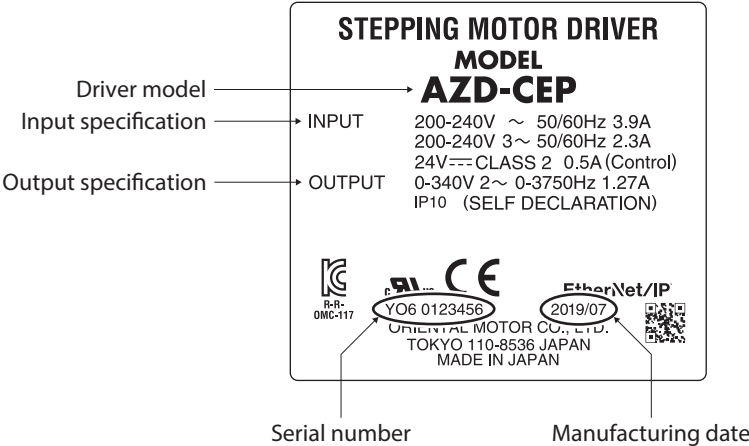 STEPPING MOTOR DRIVER
MODEL
Driver model AZD-CEP
Input specification INPUT 200-240V ~ 50/60Hz 3.9A
200-240V 3~ 50/60Hz 2.3A
24V⎓CLASS 2 0.5A (Control)
Output specification OUTPUT 0-340V 2~ 0-3750Hz 1.27A
IP10 (SELF DECLARATION)
EtherNet/IP
R-R-
OMC-117
YO6 0123456 2019/07
ORIENTAL MOTOR CO., LTD.
TOKYO 110-8536 JAPAN
MADE IN JAPAN
Serial number Manufacturing date